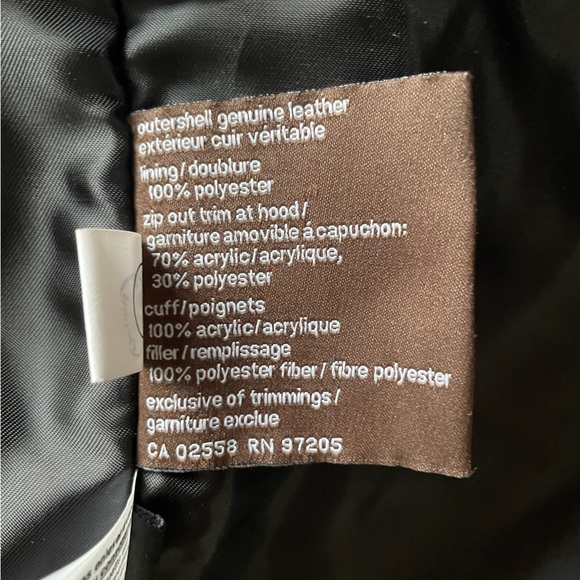 outershell genuine leather
extérieur cuir véritable
lining/doublure
100% polyester
zip out trim at hood/
garniture amovible á capuchon:
70% acrylic/acrylique,
30% polyester
cuff/poignets
100% acrylic/acrylique
filler/remplissage
100% polyester fiber/fibre polyester
exclusive of trimmings/
garniture exclue
CA 02558 RN 97205